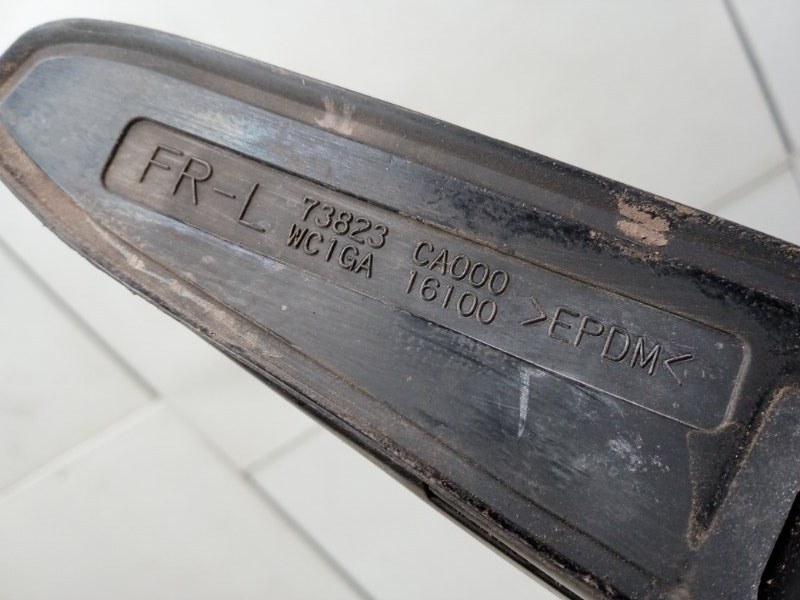 FR-L
73823 CA000
WC1GA 16100
>EPDM<